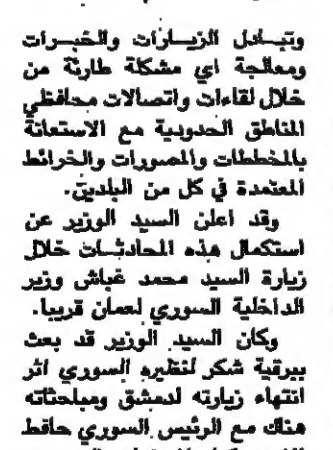 وتبادل الزيارات والخبرات
ومعالجة اي مشكلة طارئة من
خلال لقاءات واتصالات محافظي
المناطق الحدودية مع الاستعانة
بالمخططات والمصورات والخرائط
المعتمدة في كل من البلدين.
وقد اعلن السيد الوزير عن
استكمال هذه المحادثات خلال
زيارة السيد محمد غباش وزير
الداخلية السوري لعمان قريبا.
وكان السيد الوزير قد بعث
ببرقية شكر لنظيره السوري اثر
انتهاء زيارته لدمشق ومباحثاته
هناك مع الرئيس السوري حافظ